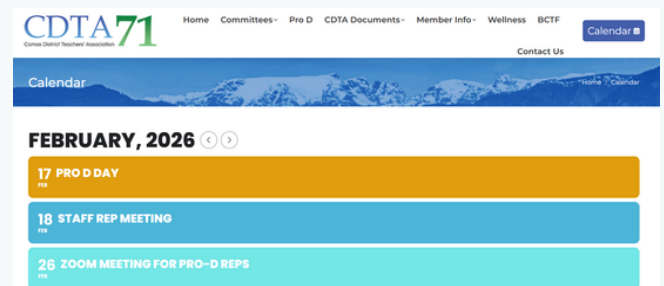 CDTA71
Comox District Teachers' Association
Home Committees Pro D CDTA Documents Member Info Wellness BCTF
Contact Us
Calendar
Calendar
Home / Calendar
FEBRUARY, 2026
17 PRO D DAY
FEB
18 STAFF REP MEETING
FEB
26 ZOOM MEETING FOR PRO-D REPS
FEB